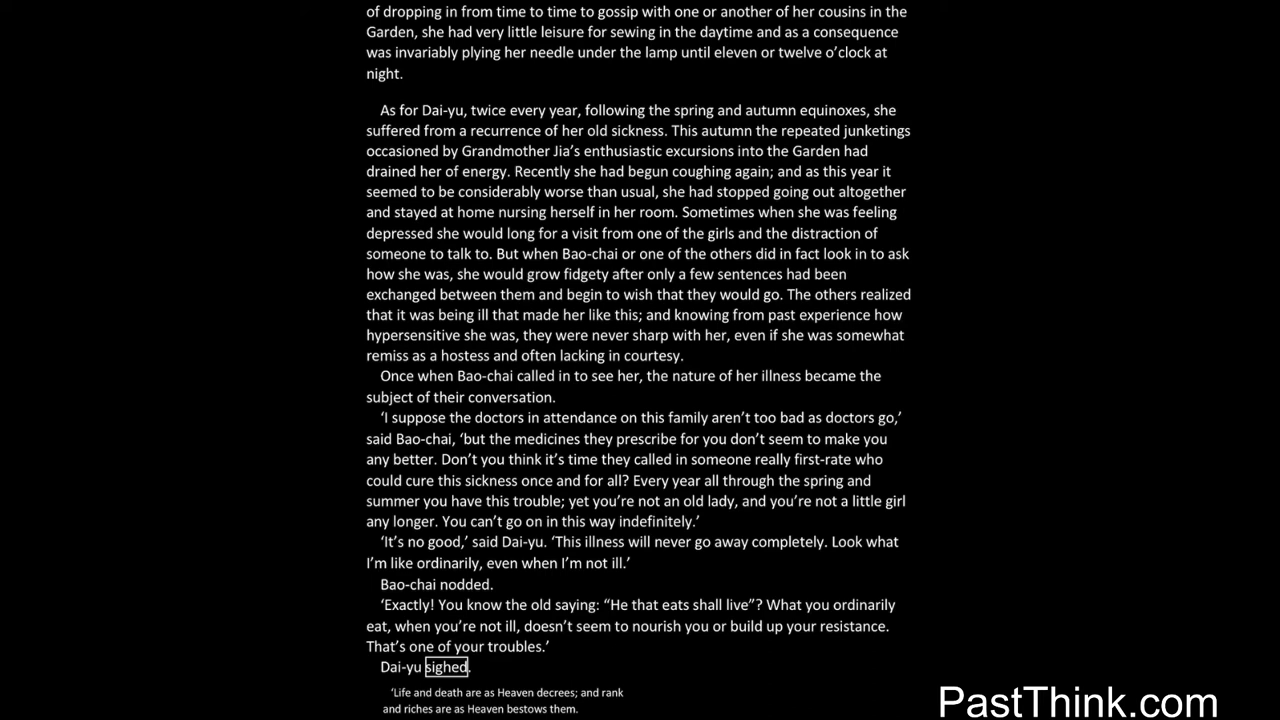 of dropping in from time to time to gossip with one or another of her cousins in the
Garden, she had very little leisure for sewing in the daytime and as a consequence
was invariably plying her needle under the lamp until eleven or twelve o’clock at
night.
As for Dai-yu, twice every year, following the spring and autumn equinoxes, she
suffered from a recurrence of her old sickness. This autumn the repeated junketings
occasioned by Grandmother Jia’s enthusiastic excursions into the Garden had
drained her of energy. Recently she had begun coughing again; and as this year it
seemed to be considerably worse than usual, she had stopped going out altogether
and stayed at home nursing herself in her room. Sometimes when she was feeling
depressed she would long for a visit from one of the girls and the distraction of
someone to talk to. But when Bao-chai or one of the others did in fact look in to ask
how she was, she would grow fidgety after only a few sentences had been
exchanged between them and begin to wish that they would go. The others realized
that it was being ill that made her like this; and knowing from past experience how
hypersensitive she was, they were never sharp with her, even if she was somewhat
remiss as a hostess and often lacking in courtesy.
Once when Bao-chai called in to see her, the nature of her illness became the
subject of their conversation.
‘I suppose the doctors in attendance on this family aren’t too bad as doctors go,’
said Bao-chai, ‘but the medicines they prescribe for you don’t seem to make you
any better. Don’t you think it’s time they called in someone really first-rate who
could cure this sickness once and for all? Every year all through the spring and
summer you have this trouble; yet you’re not an old lady, and you’re not a little girl
any longer. You can’t go on in this way indefinitely.’
‘It’s no good,’ said Dai-yu. ‘This illness will never go away completely. Look what
I’m like ordinarily, even when I’m not ill.’
Bao-chai nodded.
‘Exactly! You know the old saying: “He that eats shall live”? What you ordinarily
eat, when you’re not ill, doesn’t seem to nourish you or build up your resistance.
That’s one of your troubles.’
Dai-yu sighed.
‘Life and death are as Heaven decrees; and rank
and riches are as Heaven bestows them.
PastThink.com